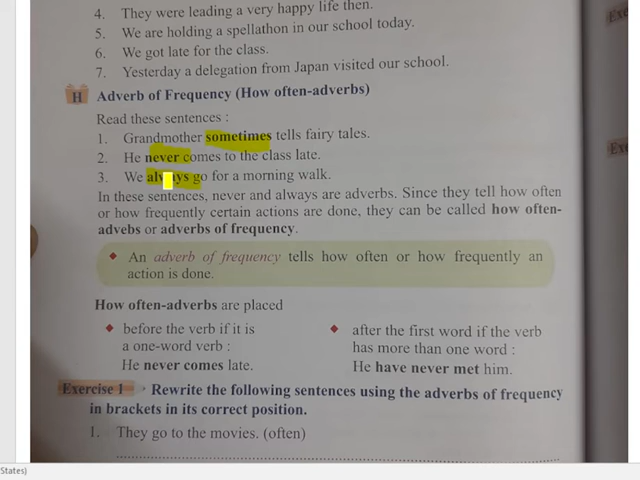 4. They were leading a very happy life then.
5. We are holding a spellathon in our school today.
6. We got late for the class.
7. Yesterday a delegation from Japan visited our school.
Exe
H Adverb of Frequency (How often-adverbs)
Read these sentences :
1. Grandmother sometimes tells fairy tales.
2. He never comes to the class late.
Exe
3. We always go for a morning walk.
In these sentences, never and always are adverbs. Since they tell how often
or how frequently certain actions are done, they can be called how often-
advebs or adverbs of frequency.
An adverb of frequency tells how often or how frequently an
action is done.
How often-adverbs are placed
before the verb if it is
a one-word verb :
He never comes late.
after the first word if the verb
has more than one word :
He have never met him.
Exercise 1 Rewrite the following sentences using the adverbs of frequency
in brackets in its correct position.
1. They go to the movies. (often)
States)